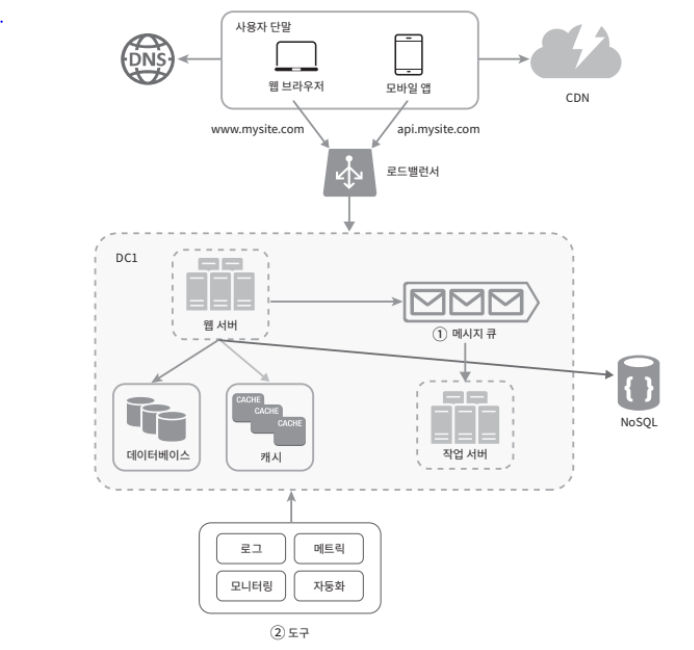 사용자 단말
DNS
웹 브라우저
모바일 앱
CDN
www.mysite.com
api.mysite.com
로드밸런서
DC1
웹 서버
① 메시지 큐
CACHE
CACHE
CACHE
데이터베이스
캐시
작업 서버
{ }
NoSQL
로그
메트릭
모니터링
자동화
② 도구